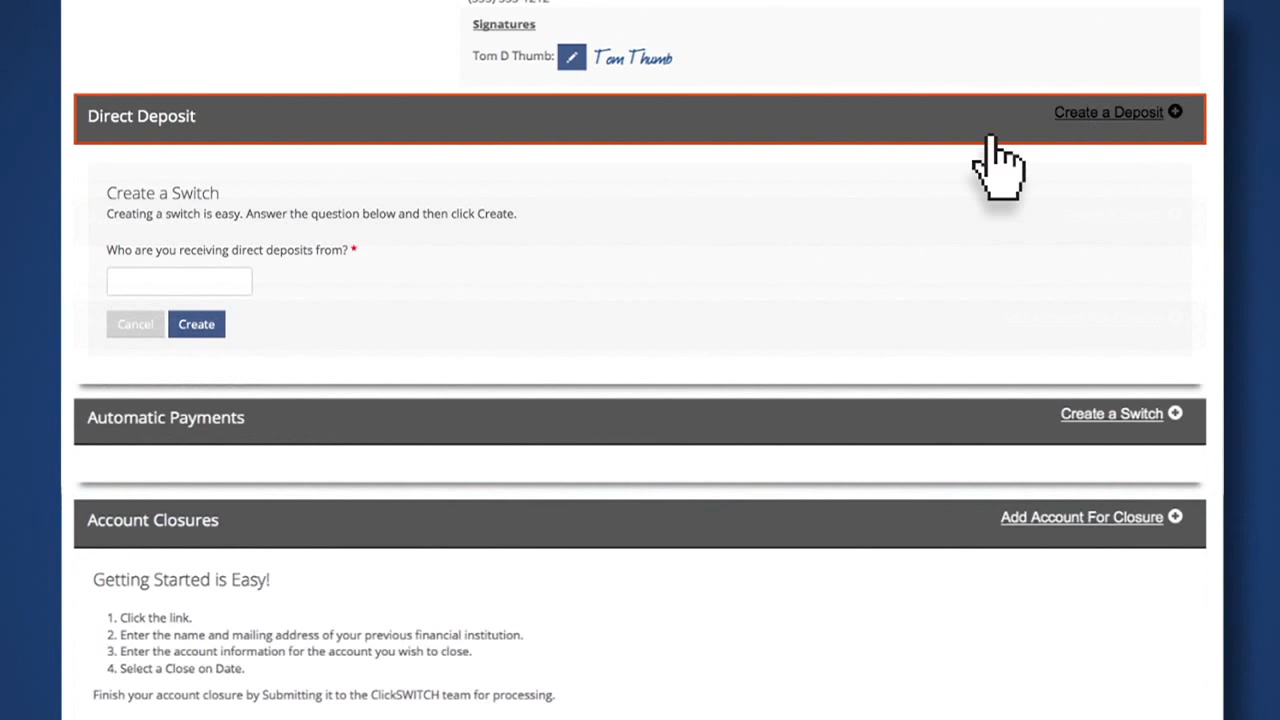 Signatures
Tom D Thumb: Tom Thumb
Direct Deposit
Create a Deposit
Create a Switch
Creating a switch is easy. Answer the question below and then click Create.
Who are you receiving direct deposits from? *
Cancel Create
Automatic Payments
Create a Switch
Account Closures
Add Account For Closure
Getting Started is Easy!
1. Click the link.
2. Enter the name and mailing address of your previous financial institution.
3. Enter the account information for the account you wish to close.
4. Select a Close on Date.
Finish your account closure by Submitting it to the ClickSWITCH team for processing.